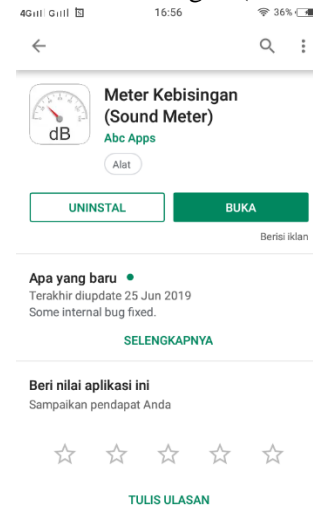 4G 16:56 36%
Meter Kebisingan
(Sound Meter)
Abc Apps
Alat
dB
UNINSTAL BUKA
Berisi iklan
Apa yang baru
Terakhir diupdate 25 Jun 2019
Some internal bug fixed.
SELENGKAPNYA
Beri nilai aplikasi ini
Sampaikan pendapat Anda
TULIS ULASAN